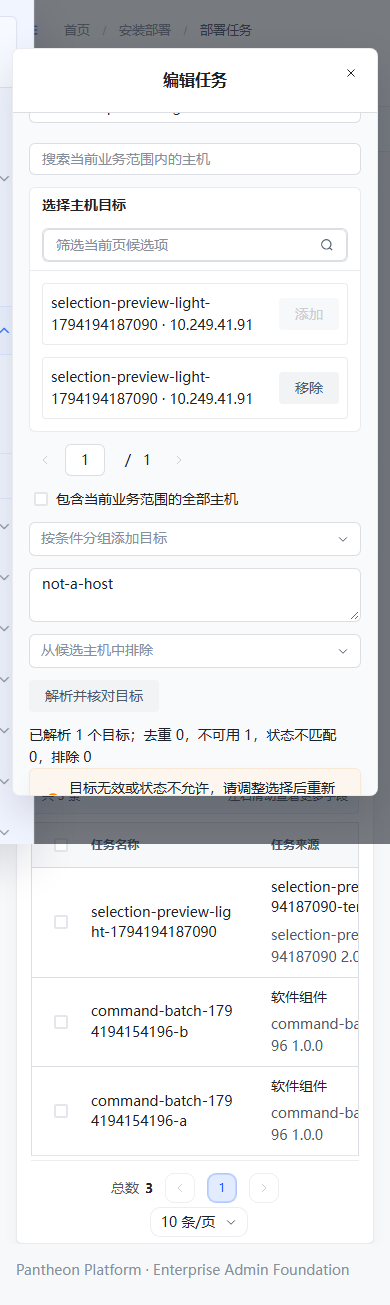 首页 / 安装部署 / 部署任务
编辑任务
搜索当前业务范围内的主机
选择主机目标
筛选当前页候选项
selection-preview-light-
1794194187090 · 10.249.41.91
添加
selection-preview-light-
1794194187090 · 10.249.41.91
移除
1 / 1
包含当前业务范围的全部主机
按条件分组添加目标
not-a-host
从候选主机中排除
解析并核对目标
已解析 1 个目标；去重 0，不可用 1，状态不匹配
0，排除 0
目标无效或状态不允许，请调整选择后重新
任务名称 任务来源
selection-preview-lig
ht-1794194187090
selection-pre
94187090-ter
selection-pre
94187090 2.0
command-batch-179
4194154196-b
软件组件
command-ba
96 1.0.0
command-batch-179
4194154196-a
软件组件
command-ba
96 1.0.0
总数 3
1
10 条/页
Pantheon Platform · Enterprise Admin Foundation